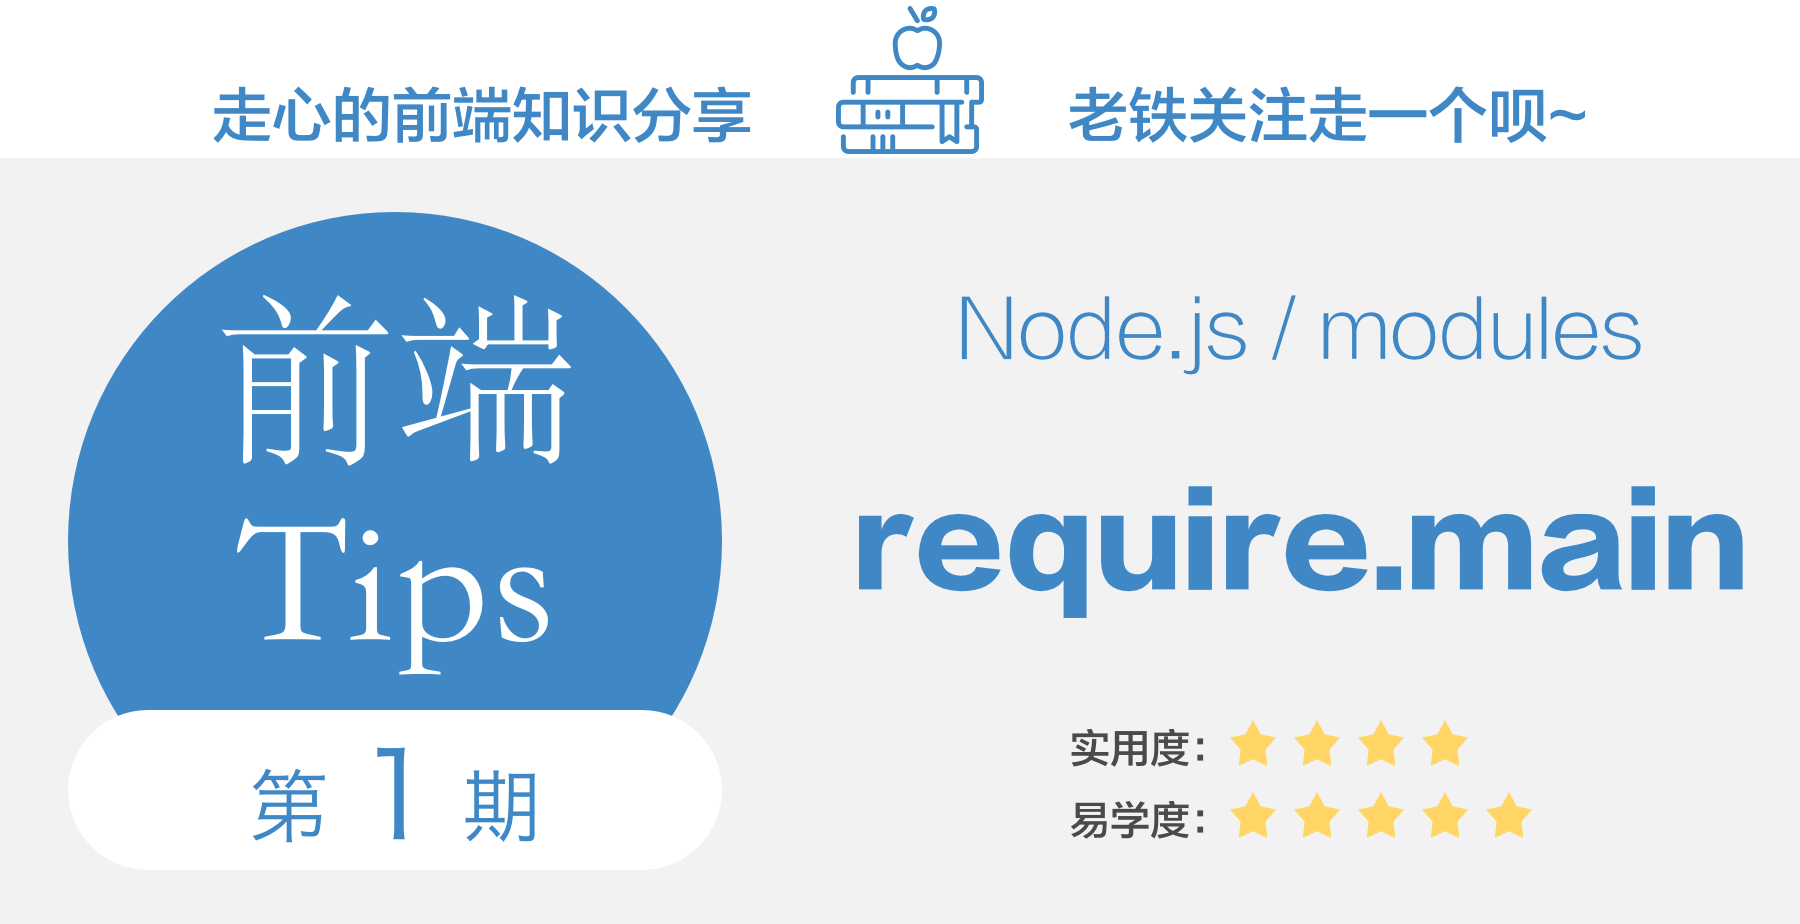 走心的前端知识分享
老铁关注走一个呗~
前端
Tips
第 1 期
Node.js / modules
require.main
实用度：
易学度：